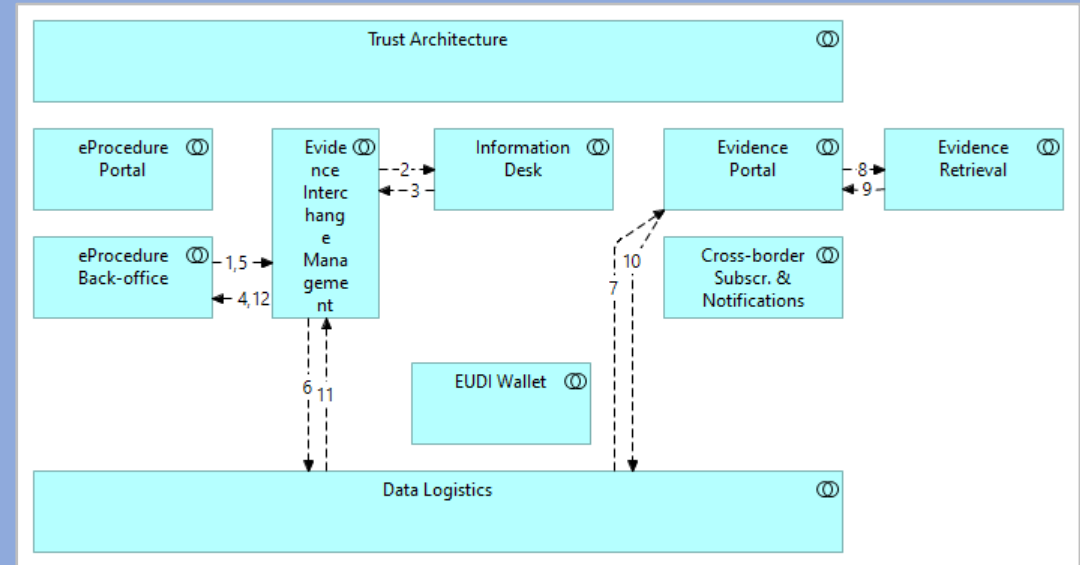 Trust Architecture
eProcedure
Portal
Evide
nce
Interc
hang
e
Mana
geme
nt
Information
Desk
Evidence
Portal
Evidence
Retrieval
2
3
8
9
eProcedure
Back-office
1,5
4,12
Cross-border
Subscr. &
Notifications
10
7
EUDI Wallet
6
11
Data Logistics